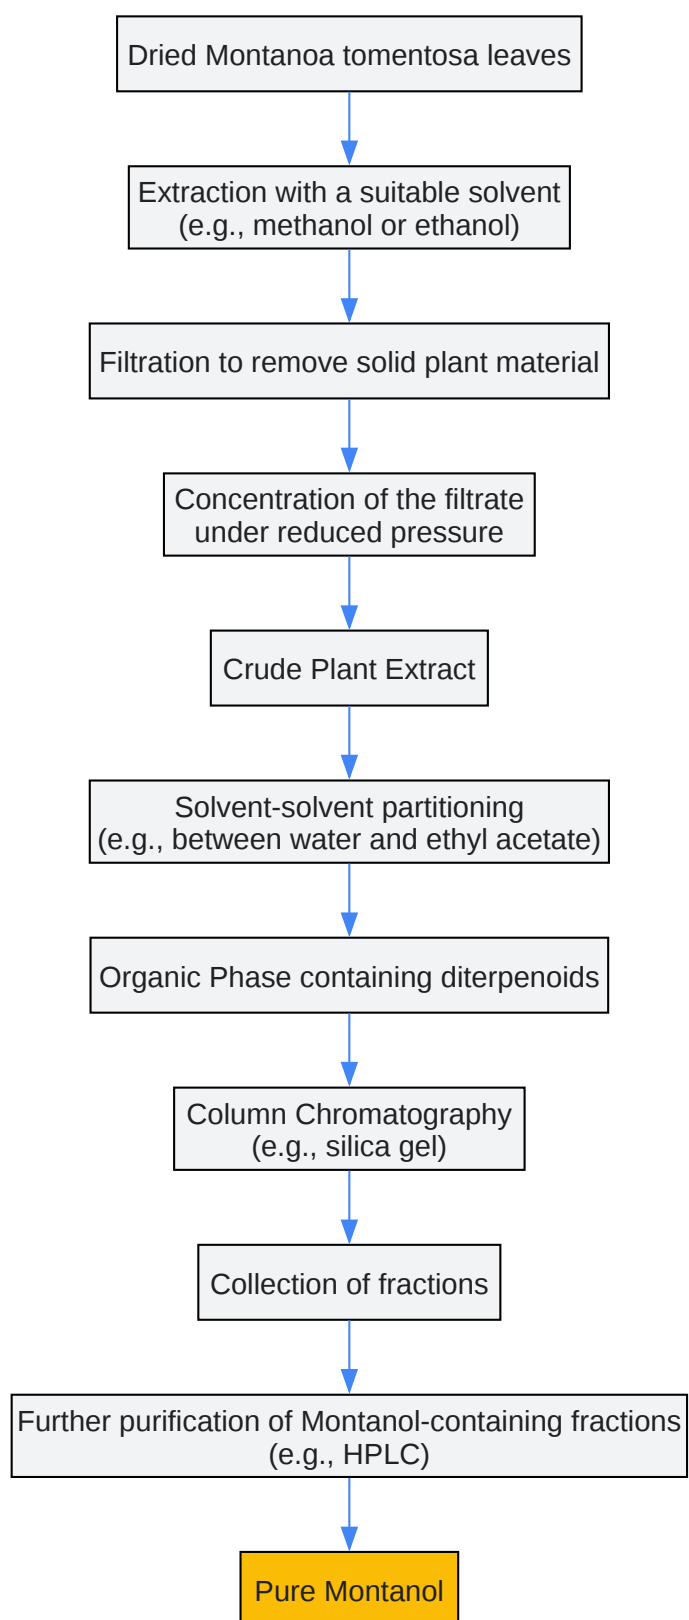 Dried Montanoa tomentosa leaves
Extraction with a suitable solvent
(e.g., methanol or ethanol)
Filtration to remove solid plant material
Concentration of the filtrate
under reduced pressure
Crude Plant Extract
Solvent-solvent partitioning
(e.g., between water and ethyl acetate)
Organic Phase containing diterpenoids
Column Chromatography
(e.g., silica gel)
Collection of fractions
Further purification of Montanol-containing fractions
(e.g., HPLC)
Pure Montanol